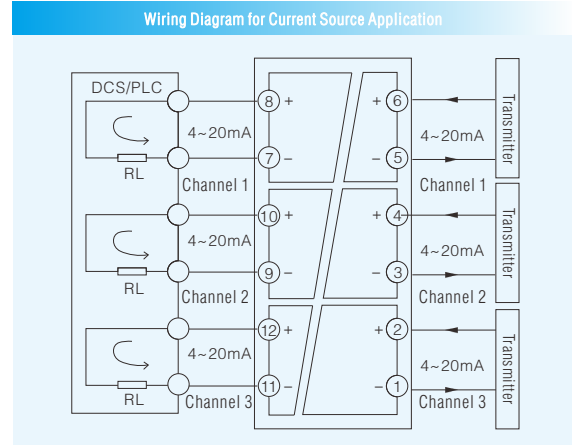 Wiring Diagram for Current Source Application
DCS/PLC
RL
4~20mA
Channel 1
8 +
7 −
+ 6
− 5
4~20mA
Channel 1
Transmitter
RL
4~20mA
Channel 2
10 +
9 −
+ 4
− 3
4~20mA
Channel 2
Transmitter
RL
4~20mA
Channel 3
12 +
11 −
+ 2
− 1
4~20mA
Channel 3
Transmitter